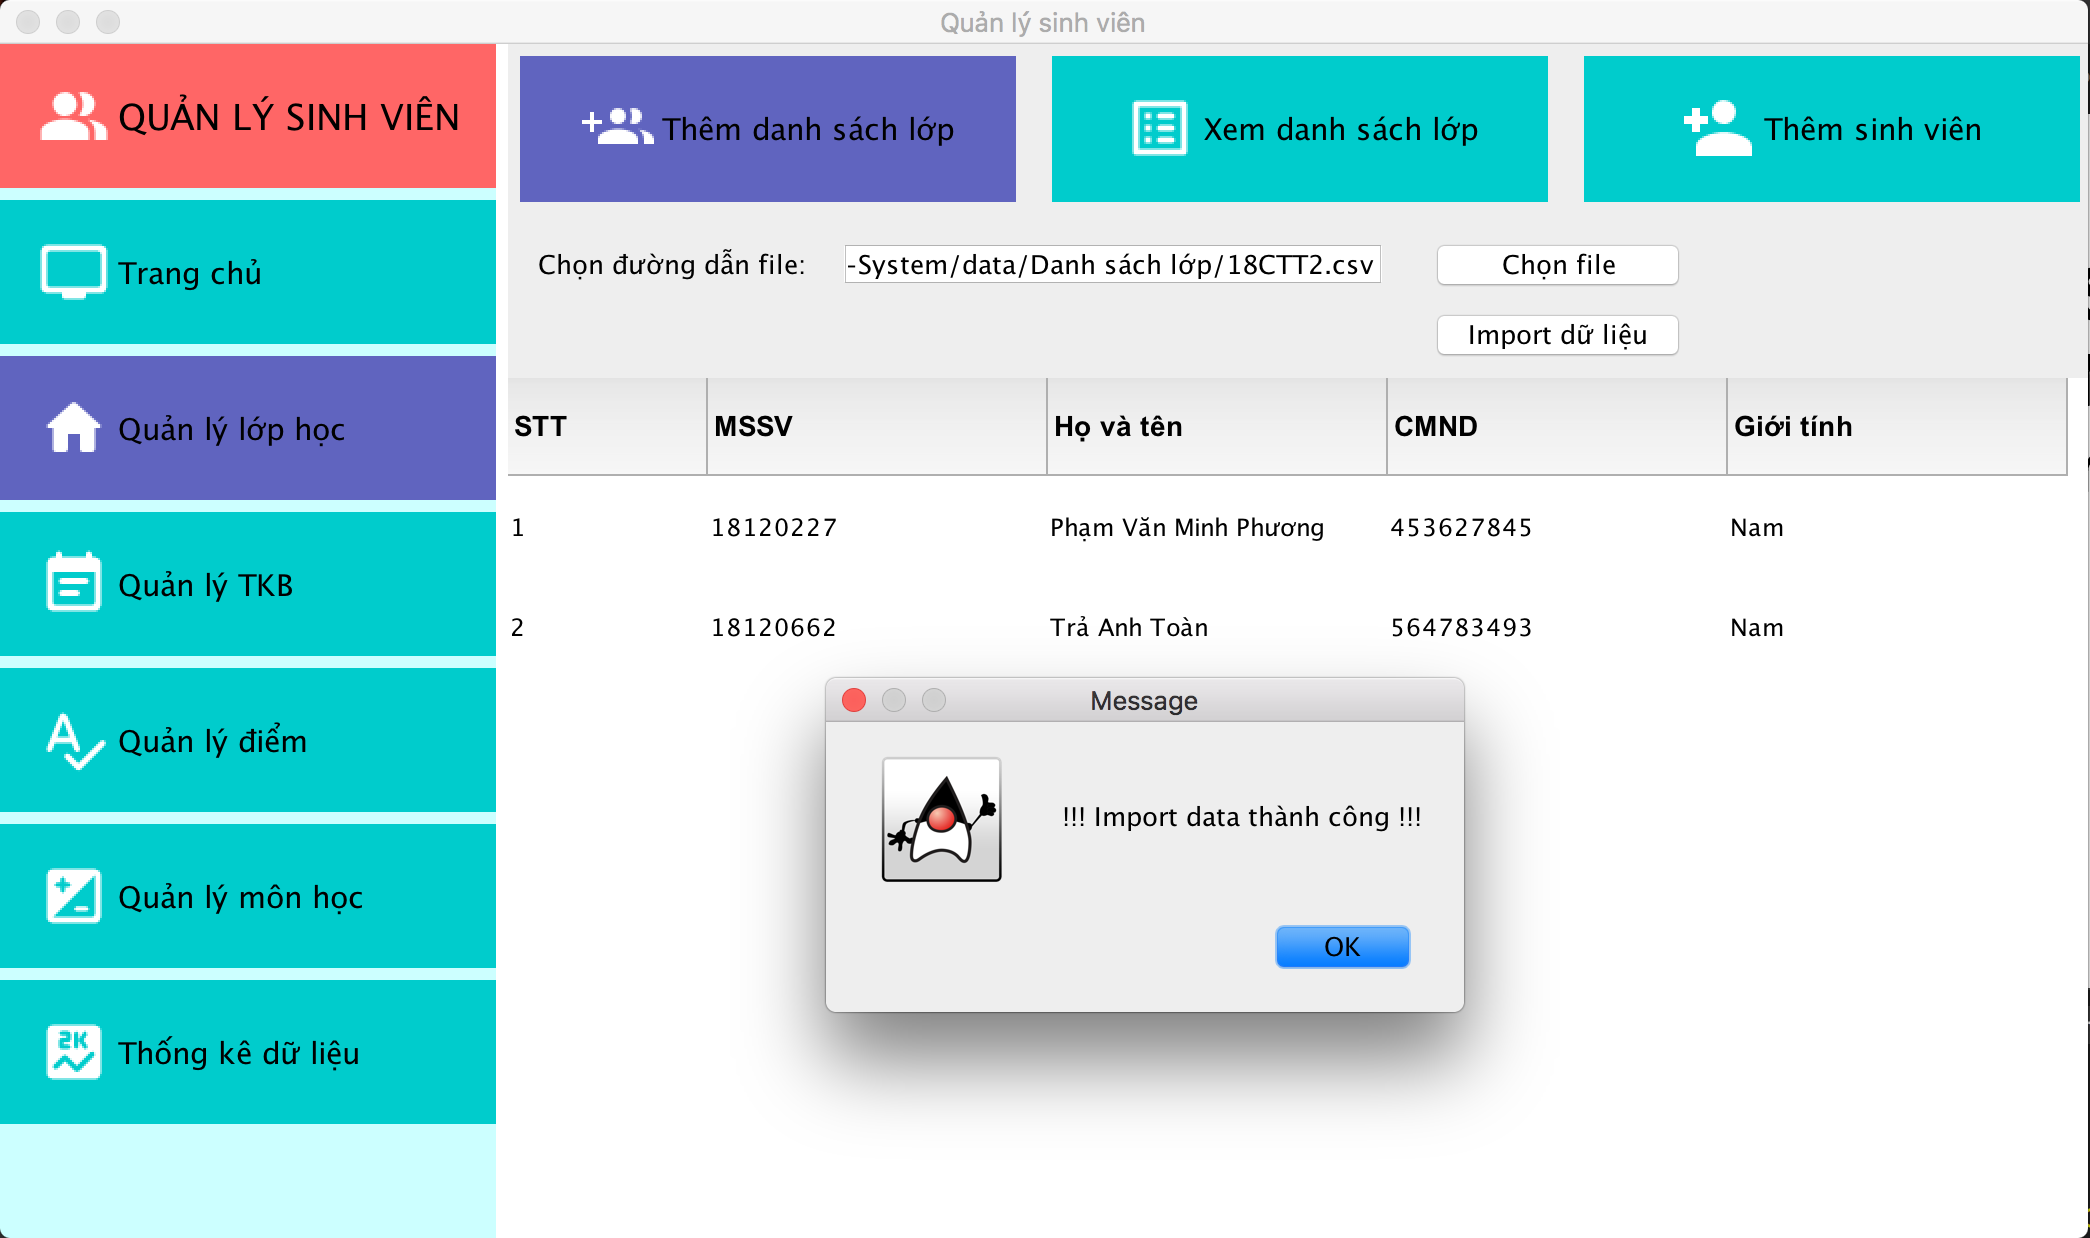 Quản lý sinh viên
QUẢN LÝ SINH VIÊN
Trang chủ
Quản lý lớp học
Quản lý TKB
Quản lý điểm
Quản lý môn học
2K
Thống kê dữ liệu
Thêm danh sách lớp
Xem danh sách lớp
Thêm sinh viên
Chọn đường dẫn file: -System/data/Danh sách lớp/18CTT2.csv Chọn file
Import dữ liệu
STT MSSV Họ và tên CMND Giới tính
1 18120227 Phạm Văn Minh Phương 453627845 Nam
2 18120662 Trả Anh Toàn 564783493 Nam
Message
!!! Import data thành công !!!
OK